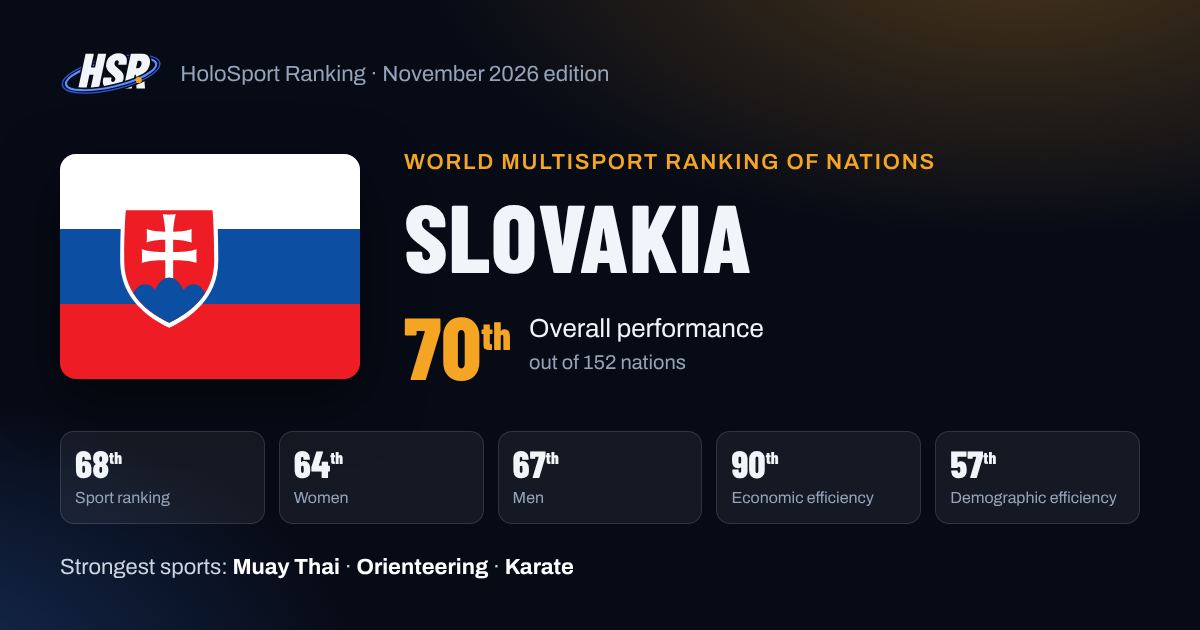 HSR
HoloSport Ranking · November 2026 edition
WORLD MULTISPORT RANKING OF NATIONS
SLOVAKIA
70th
Overall performance
out of 152 nations
68th
Sport ranking
64th
Women
67th
Men
90th
Economic efficiency
57th
Demographic efficiency
Strongest sports: Muay Thai · Orienteering · Karate